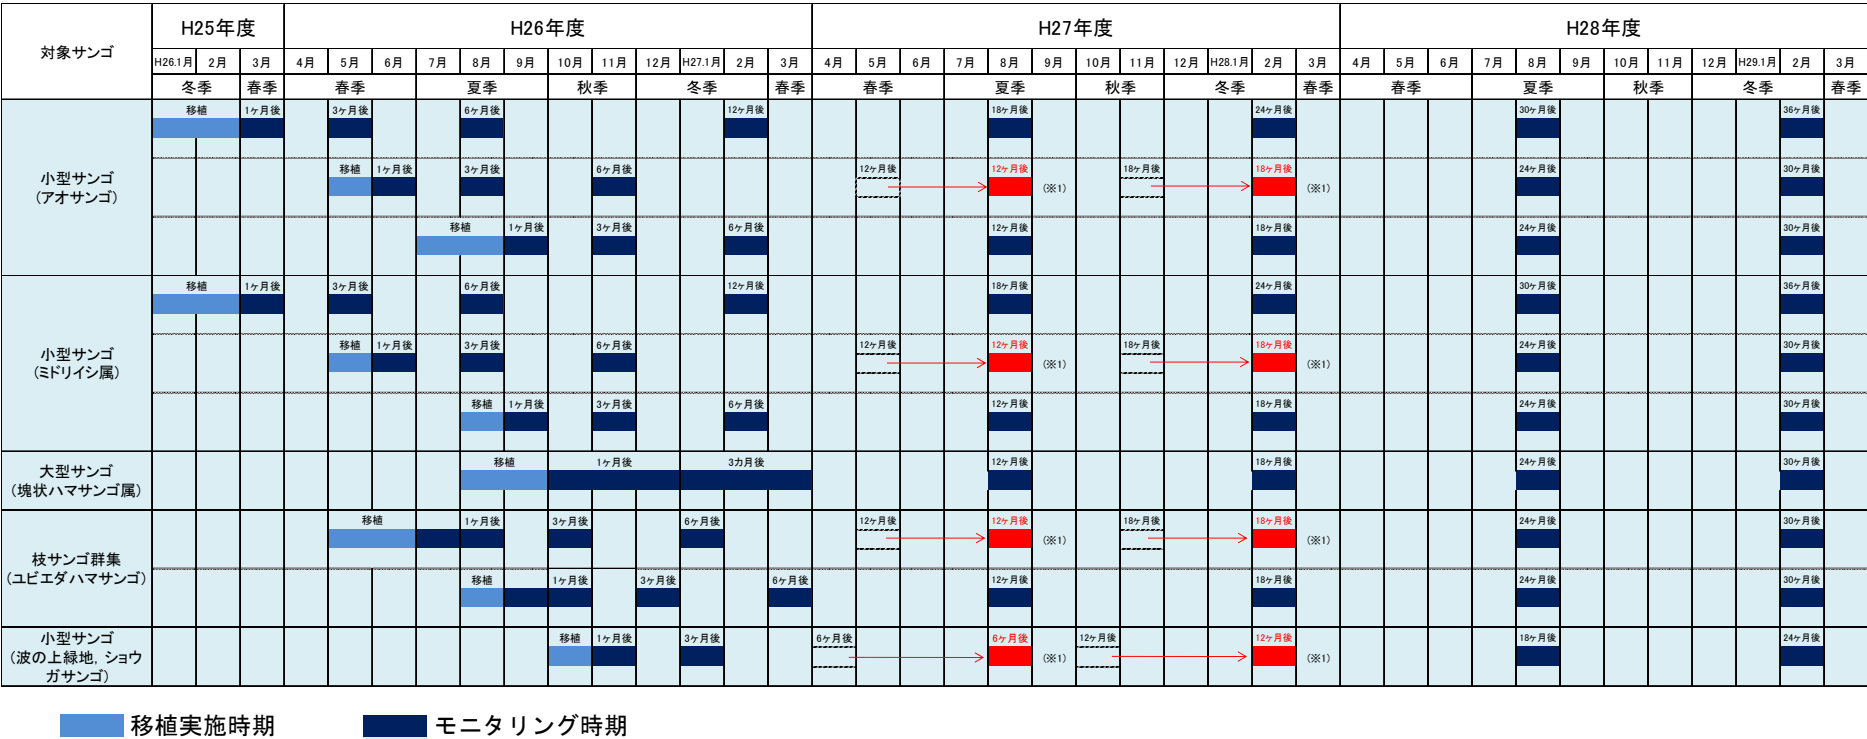 対象サンゴ
H25年度 H26年度 H27年度 H28年度
H26.1月 2月 3月 4月 5月 6月 7月 8月 9月 10月 11月 12月 H27.1月 2月 3月 4月 5月 6月 7月 8月 9月 10月 11月 12月 H28.1月 2月 3月 4月 5月 6月 7月 8月 9月 10月 11月 12月 H29.1月 2月 3月
冬季 春季 春季 夏季 秋季 冬季 春季 春季 夏季 秋季 冬季 春季 春季 夏季 秋季 冬季 春季
小型サンゴ
(アオサンゴ)
移植 1ヶ月後 3ヶ月後 6ヶ月後 12ヶ月後 18ヶ月後 24ヶ月後 30ヶ月後 36ヶ月後
移植 1ヶ月後 3ヶ月後 6ヶ月後 12ヶ月後 12ヶ月後 (※1) 18ヶ月後 18ヶ月後 (※1) 24ヶ月後 30ヶ月後
移植 1ヶ月後 3ヶ月後 6ヶ月後 12ヶ月後 18ヶ月後 24ヶ月後 30ヶ月後
小型サンゴ
(ミドリイシ属)
移植 1ヶ月後 3ヶ月後 6ヶ月後 12ヶ月後 18ヶ月後 24ヶ月後 30ヶ月後 36ヶ月後
移植 1ヶ月後 3ヶ月後 6ヶ月後 12ヶ月後 12ヶ月後 (※1) 18ヶ月後 18ヶ月後 (※1) 24ヶ月後 30ヶ月後
移植 1ヶ月後 3ヶ月後 6ヶ月後 12ヶ月後 18ヶ月後 24ヶ月後 30ヶ月後
大型サンゴ
(塊状ハマサンゴ属)
移植 1ヶ月後 3カ月後 12ヶ月後 18ヶ月後 24ヶ月後 30ヶ月後
枝サンゴ群集
(ユビエダハマサンゴ)
移植 1ヶ月後 3ヶ月後 6ヶ月後 12ヶ月後 12ヶ月後 (※1) 18ヶ月後 18ヶ月後 (※1) 24ヶ月後 30ヶ月後
移植 1ヶ月後 3ヶ月後 6ヶ月後 12ヶ月後 18ヶ月後 24ヶ月後 30ヶ月後
小型サンゴ
(波の上緑地, ショウ
ガサンゴ)
移植 1ヶ月後 3ヶ月後 6ヶ月後 6ヶ月後 (※1) 12ヶ月後 12ヶ月後 (※1) 18ヶ月後 24ヶ月後
移植実施時期 モニタリング時期